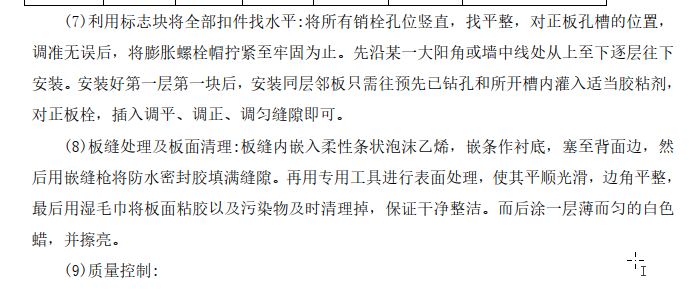 (7)利用标志块将全部扣件找水平:将所有销栓孔位竖直，找平整，对正板孔槽的位置，
调准无误后，将膨胀螺栓帽拧紧至牢固为止。先沿某一大阳角或墙中线处从上至下逐层往下
安装。安装好第一层第一块后，安装同层邻板只需往预先已钻孔和所开槽内灌入适当胶粘剂，
对正板栓，插入调平、调正、调匀缝隙即可。
(8)板缝处理及板面清理:板缝内嵌入柔性条状泡沫乙烯，嵌条作衬底，塞至背面边，然
后用嵌缝枪将防水密封胶填满缝隙。再用专用工具进行表面处理，使其平顺光滑，边角平整，
最后用湿毛巾将板面粘胶以及污染物及时清理掉，保证干净整洁。而后涂一层薄而匀的白色
蜡，并擦亮。
(9)质量控制: